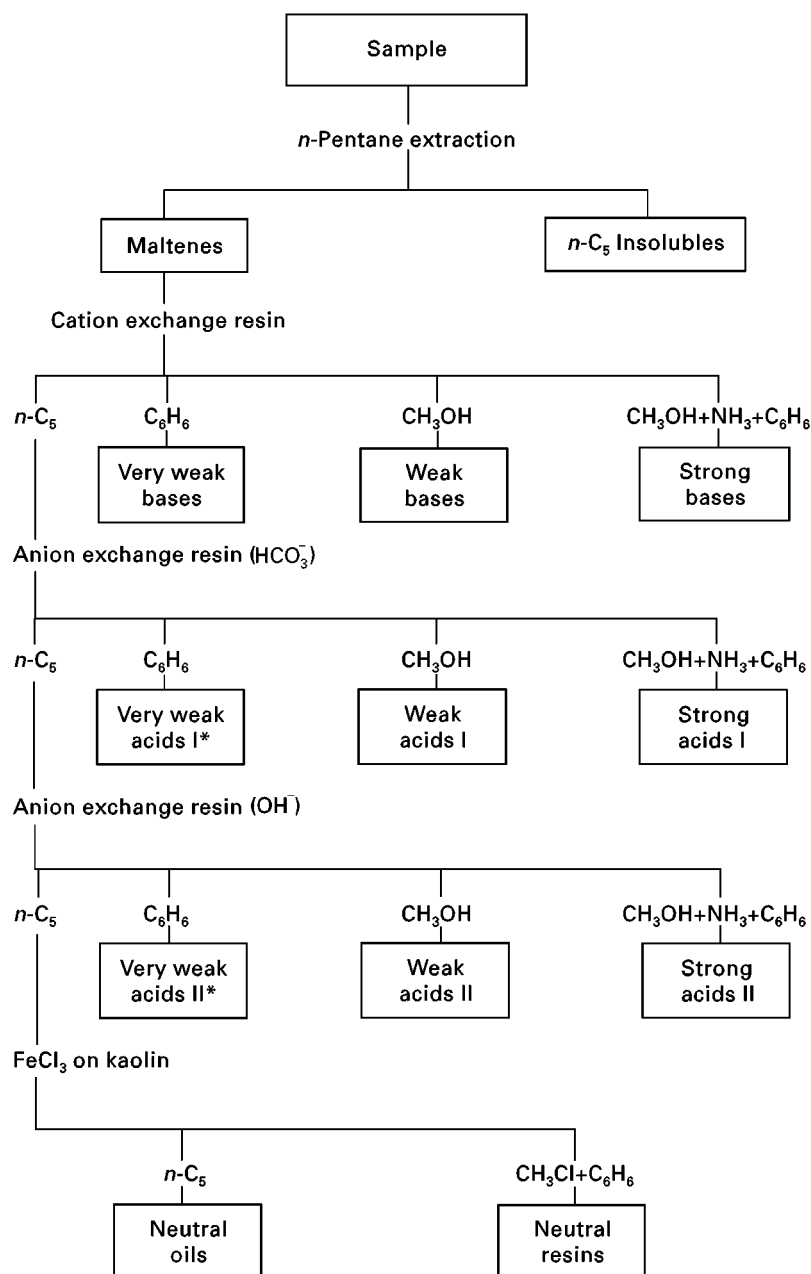 Sample
n-Pentane extraction
Maltenes
n-C₅ Insolubles
Cation exchange resin
n-C₅
C₆H₆
CH₃OH
CH₃OH+NH₃+C₆H₆
Very weak
bases
Weak
bases
Strong
bases
Anion exchange resin (HCO₃⁻)
n-C₅
C₆H₆
CH₃OH
CH₃OH+NH₃+C₆H₆
Very weak
acids I*
Weak
acids I
Strong
acids I
Anion exchange resin (OH⁻)
n-C₅
C₆H₆
CH₃OH
CH₃OH+NH₃+C₆H₆
Very weak
acids II*
Weak
acids II
Strong
acids II
FeCl₃ on kaolin
n-C₅
CH₃Cl+C₆H₆
Neutral
oils
Neutral
resins